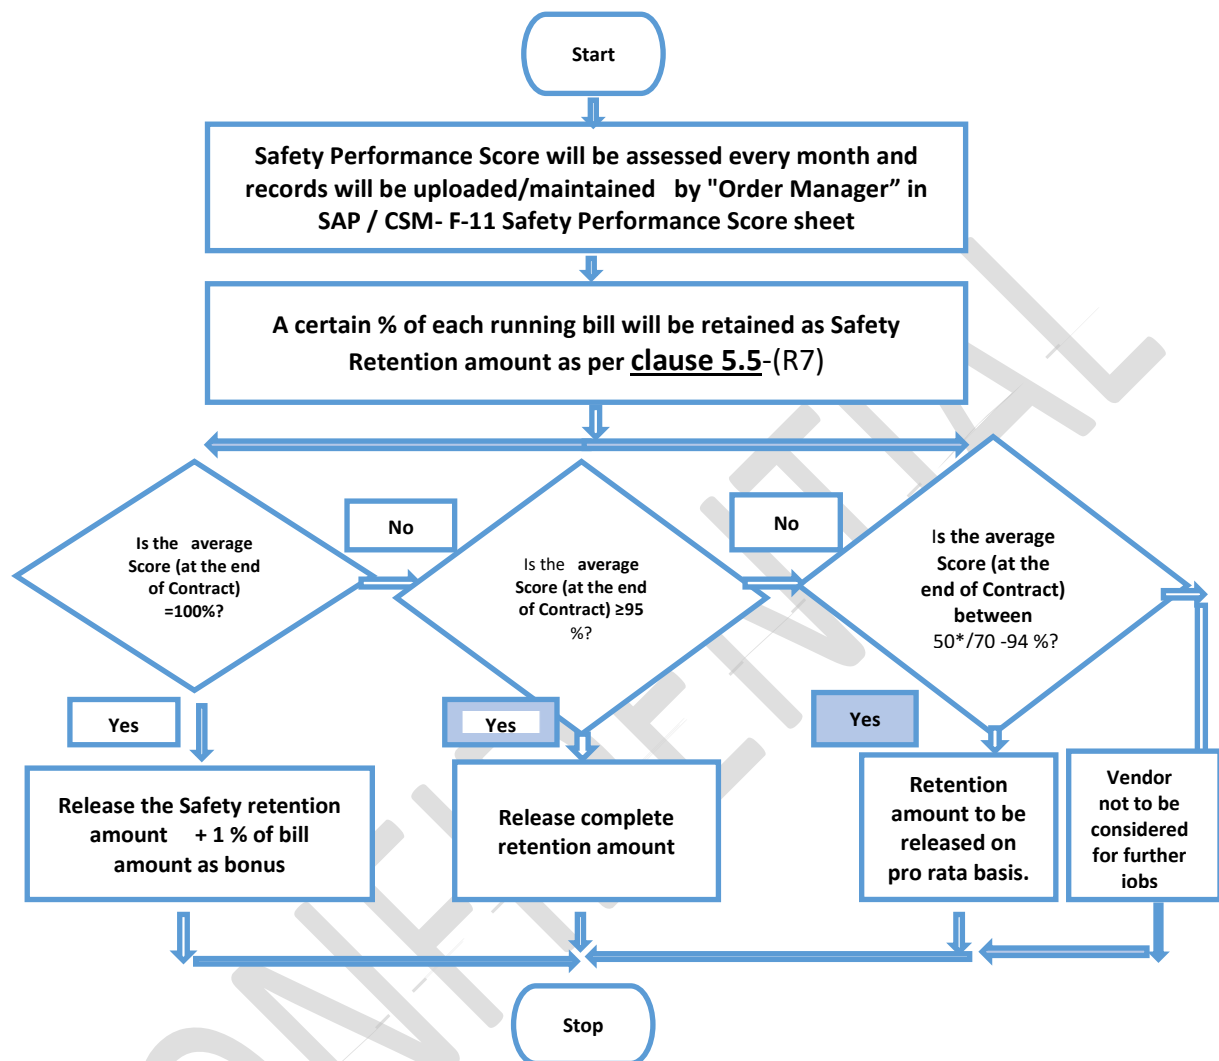 Start
Safety Performance Score will be assessed every month and
records will be uploaded/maintained by "Order Manager” in
SAP / CSM- F-11 Safety Performance Score sheet
A certain % of each running bill will be retained as Safety
Retention amount as per clause 5.5-(R7)
No
No
Is the average
Score (at the end
of Contract)
=100%?
Is the average
Score (at the end
of Contract) ≥95
%?
Is the average
Score (at the
end of Contract)
between
50*/70 -94 %?
Yes
Yes
Yes
Release the Safety retention
amount + 1 % of bill
amount as bonus
Release complete
retention amount
Retention
amount to be
released on
pro rata basis.
Vendor
not to be
considered
for further
jobs
Stop
CONFIDENTIAL